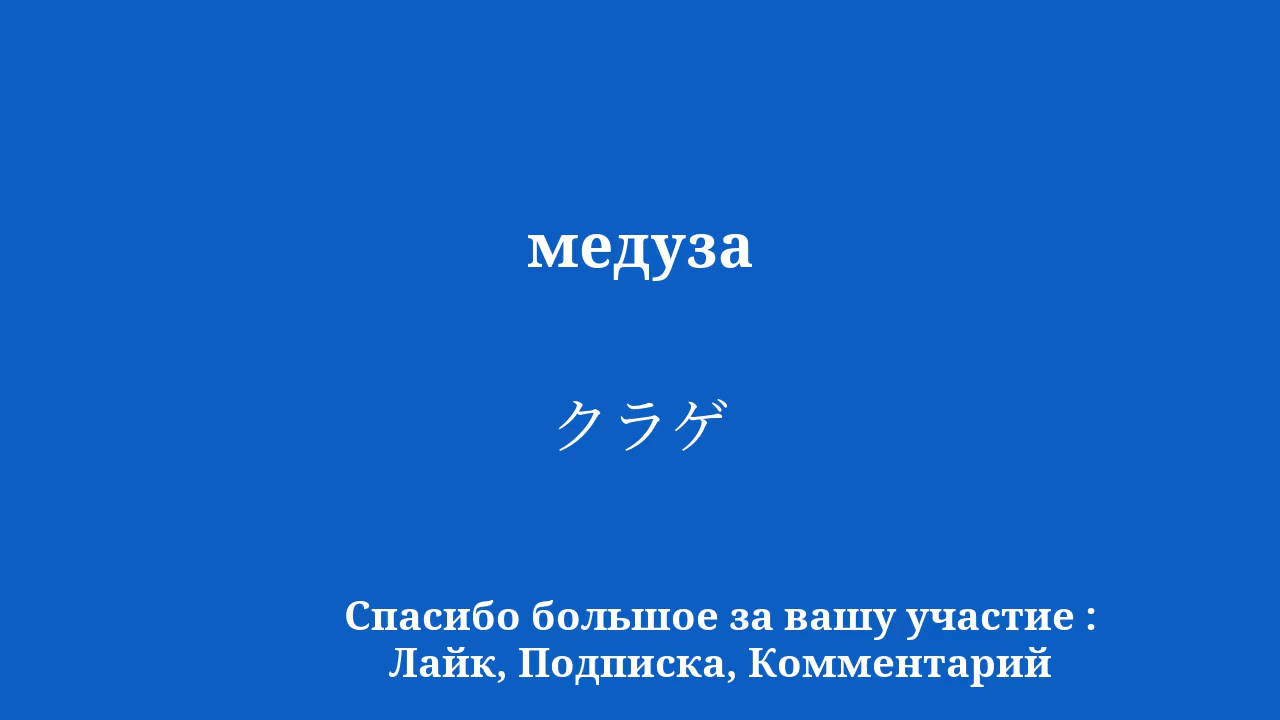 медуза
クラゲ
Спасибо большое за вашу участие :
Лайк, Подписка, Комментарий